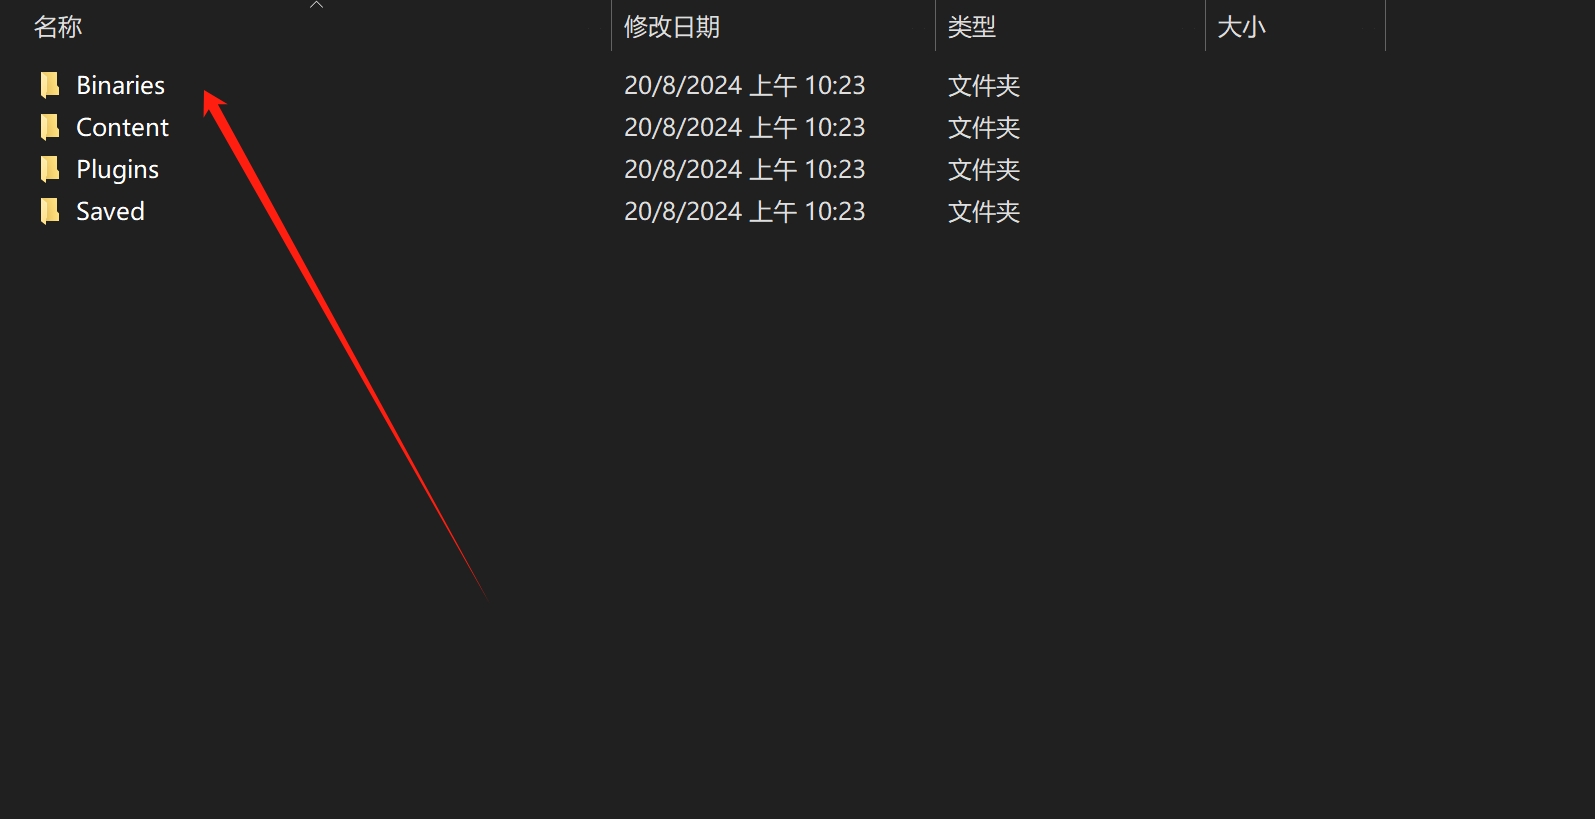 名称 修改日期 类型 大小
Binaries 20/8/2024 上午 10:23 文件夹
Content 20/8/2024 上午 10:23 文件夹
Plugins 20/8/2024 上午 10:23 文件夹
Saved 20/8/2024 上午 10:23 文件夹